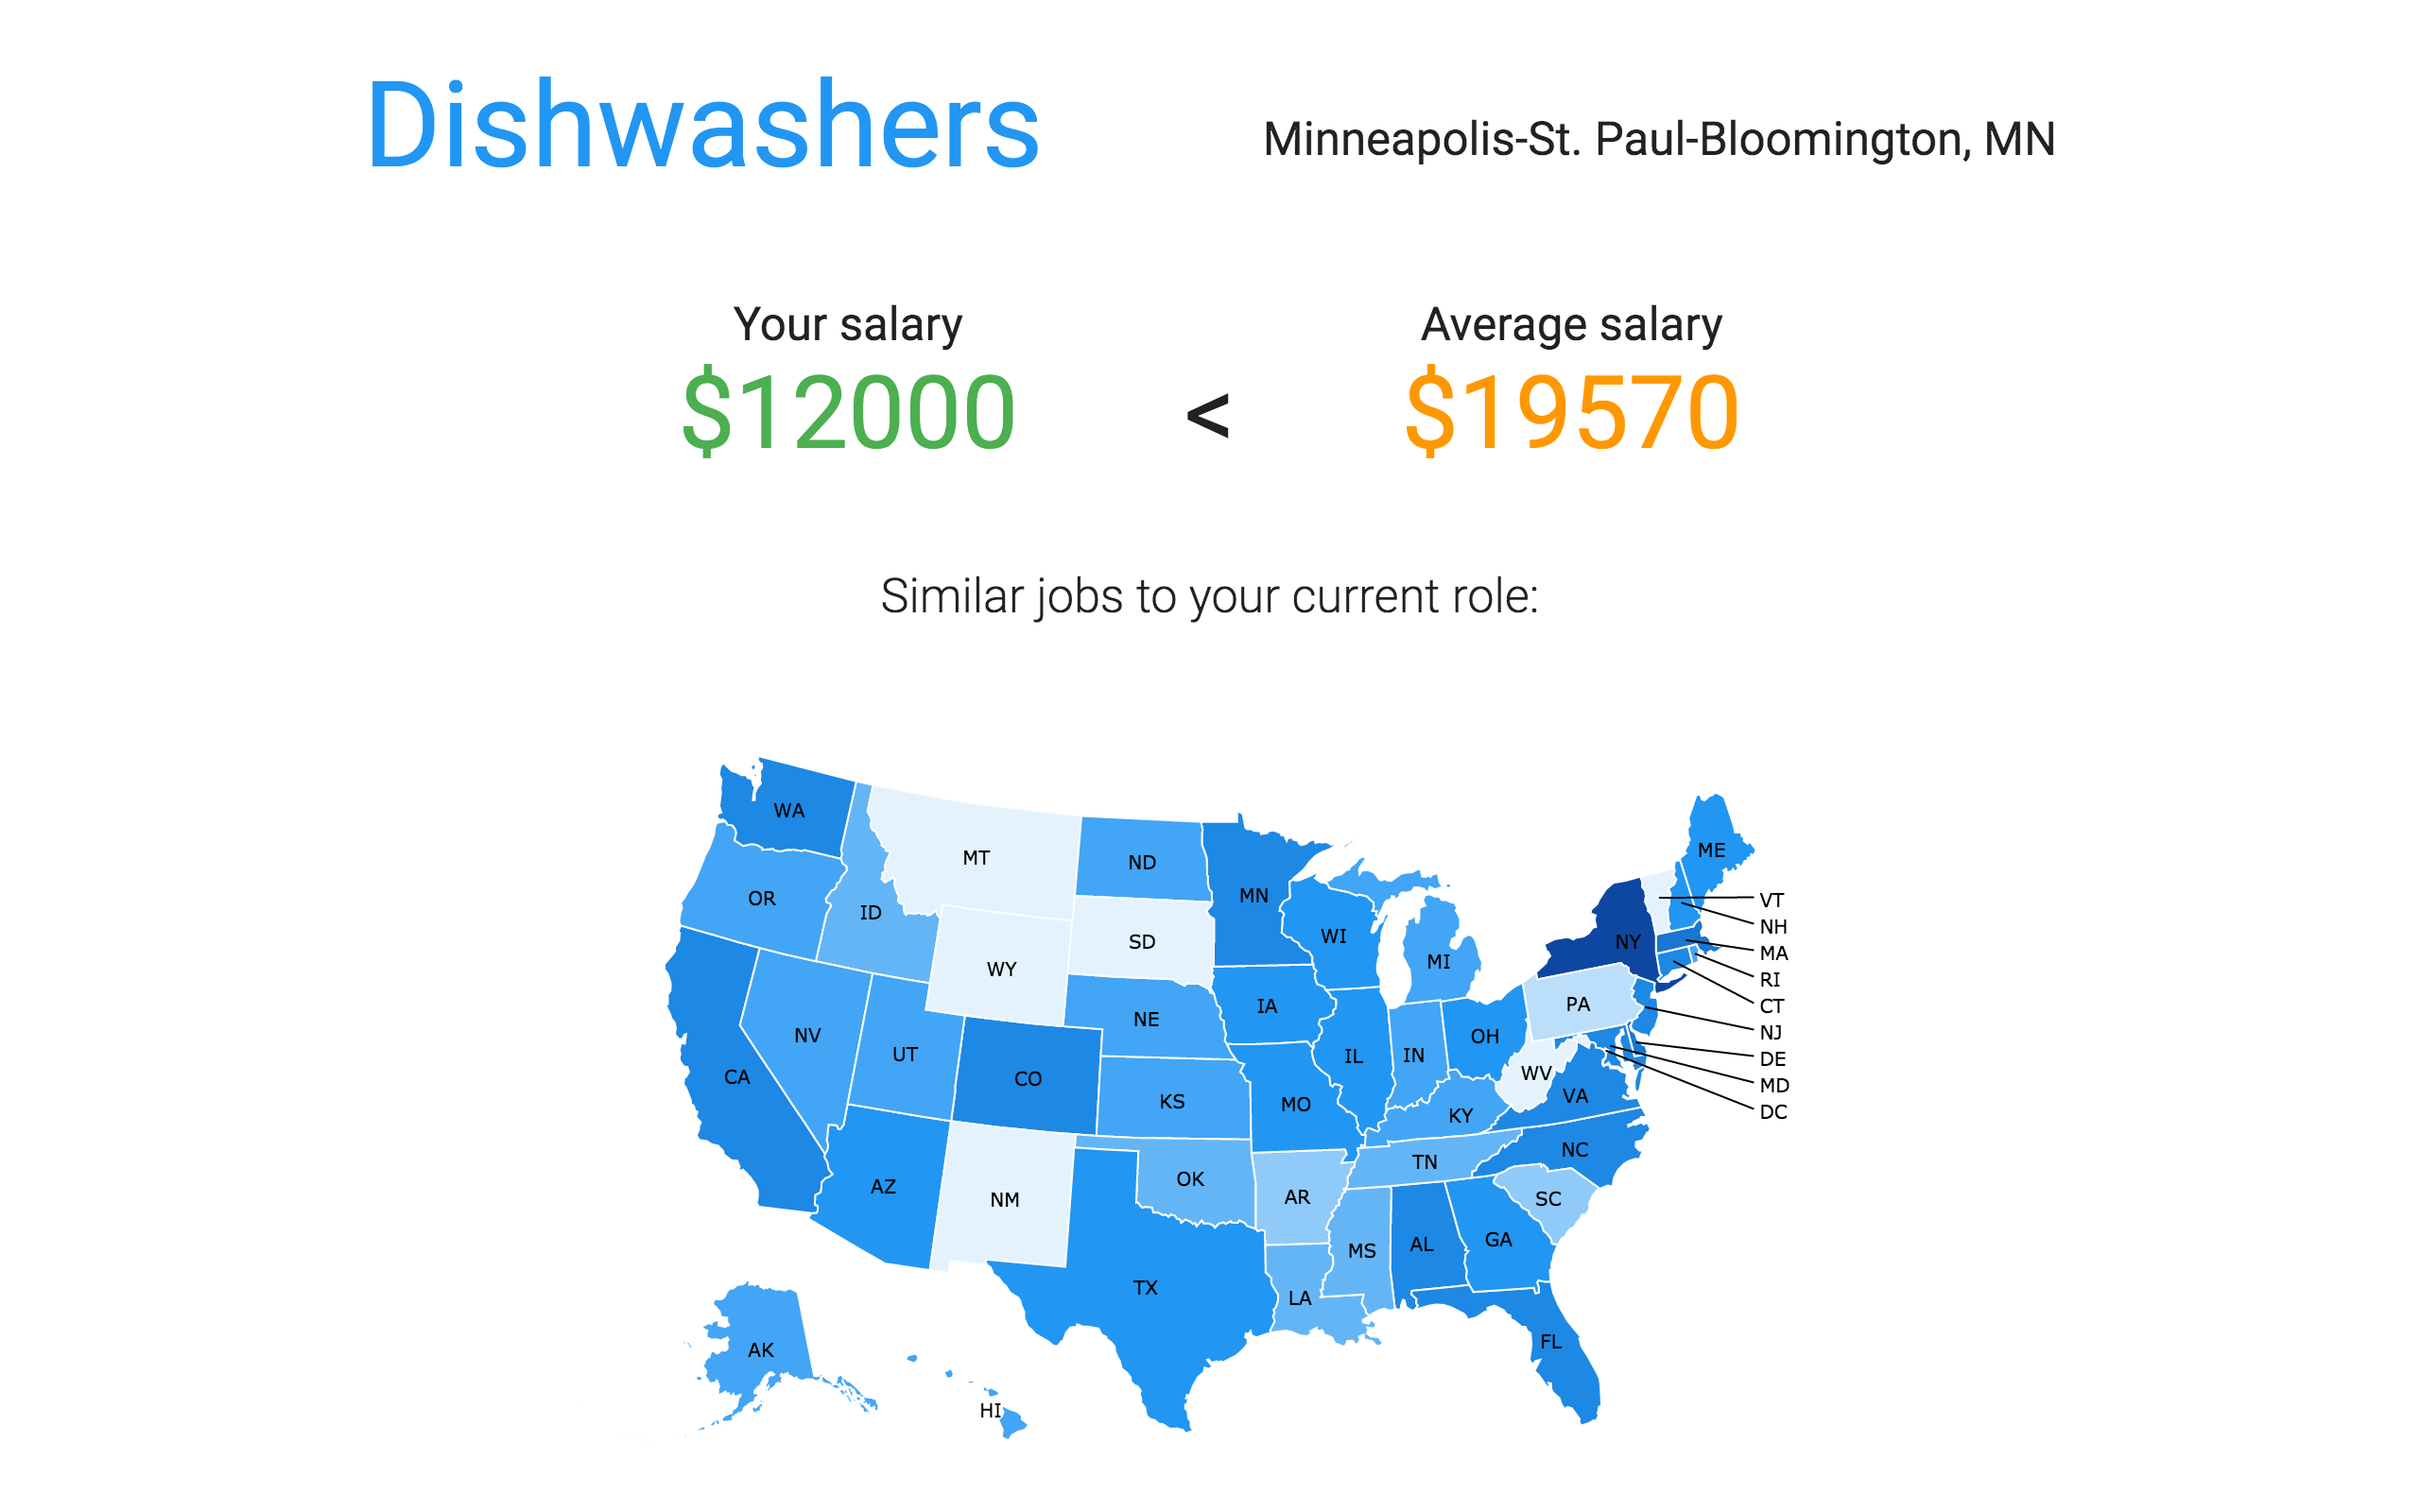 Dishwashers
Minneapolis-St. Paul-Bloomington, MN
Your salary
Average salary
$12000
<
$19570
Similar jobs to your current role:
WA
MT
ND
MN
ME
OR
ID
VT
NH
WI
SD
NY
MA
MI
WY
RI
IA
PA
CT
NE
NV
NJ
OH
UT
IL
IN
DE
CA
CO
WV
MD
VA
KS
MO
DC
KY
NC
TN
OK
AZ
AR
SC
NM
GA
AL
MS
TX
LA
FL
AK
HI